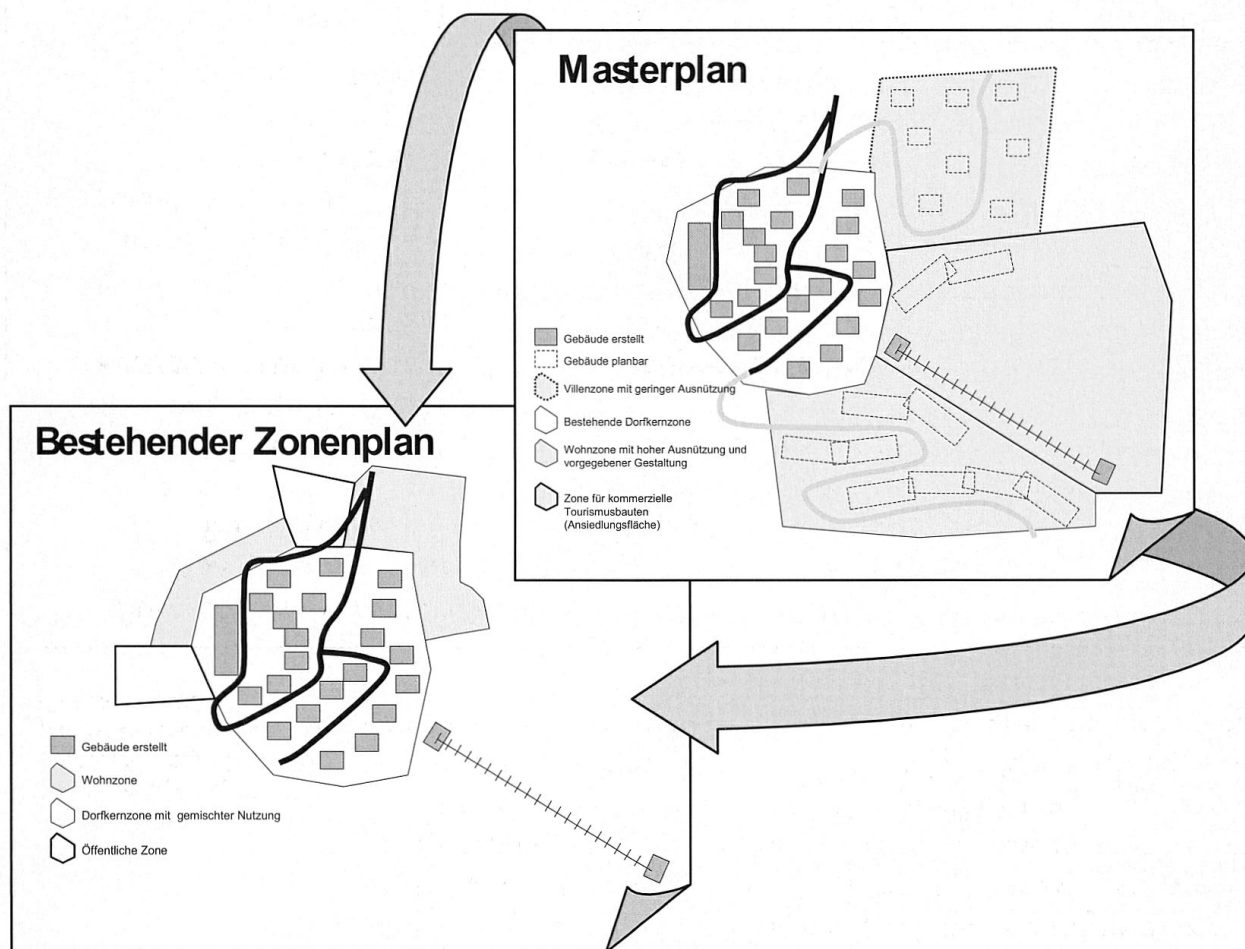 Masterplan
Gebäude erstellt
Gebäude planbar
Villenzone mit geringer Ausnützung
Bestehende Dorfkernzone
Wohnzone mit hoher Ausnützung und
vorgegebener Gestaltung
Zone für kommerzielle
Tourismusbauten
(Ansiedlungsfläche)
Bestehender Zonenplan
Gebäude erstellt
Wohnzone
Dorfkernzone mit gemischter Nutzung
Öffentliche Zone